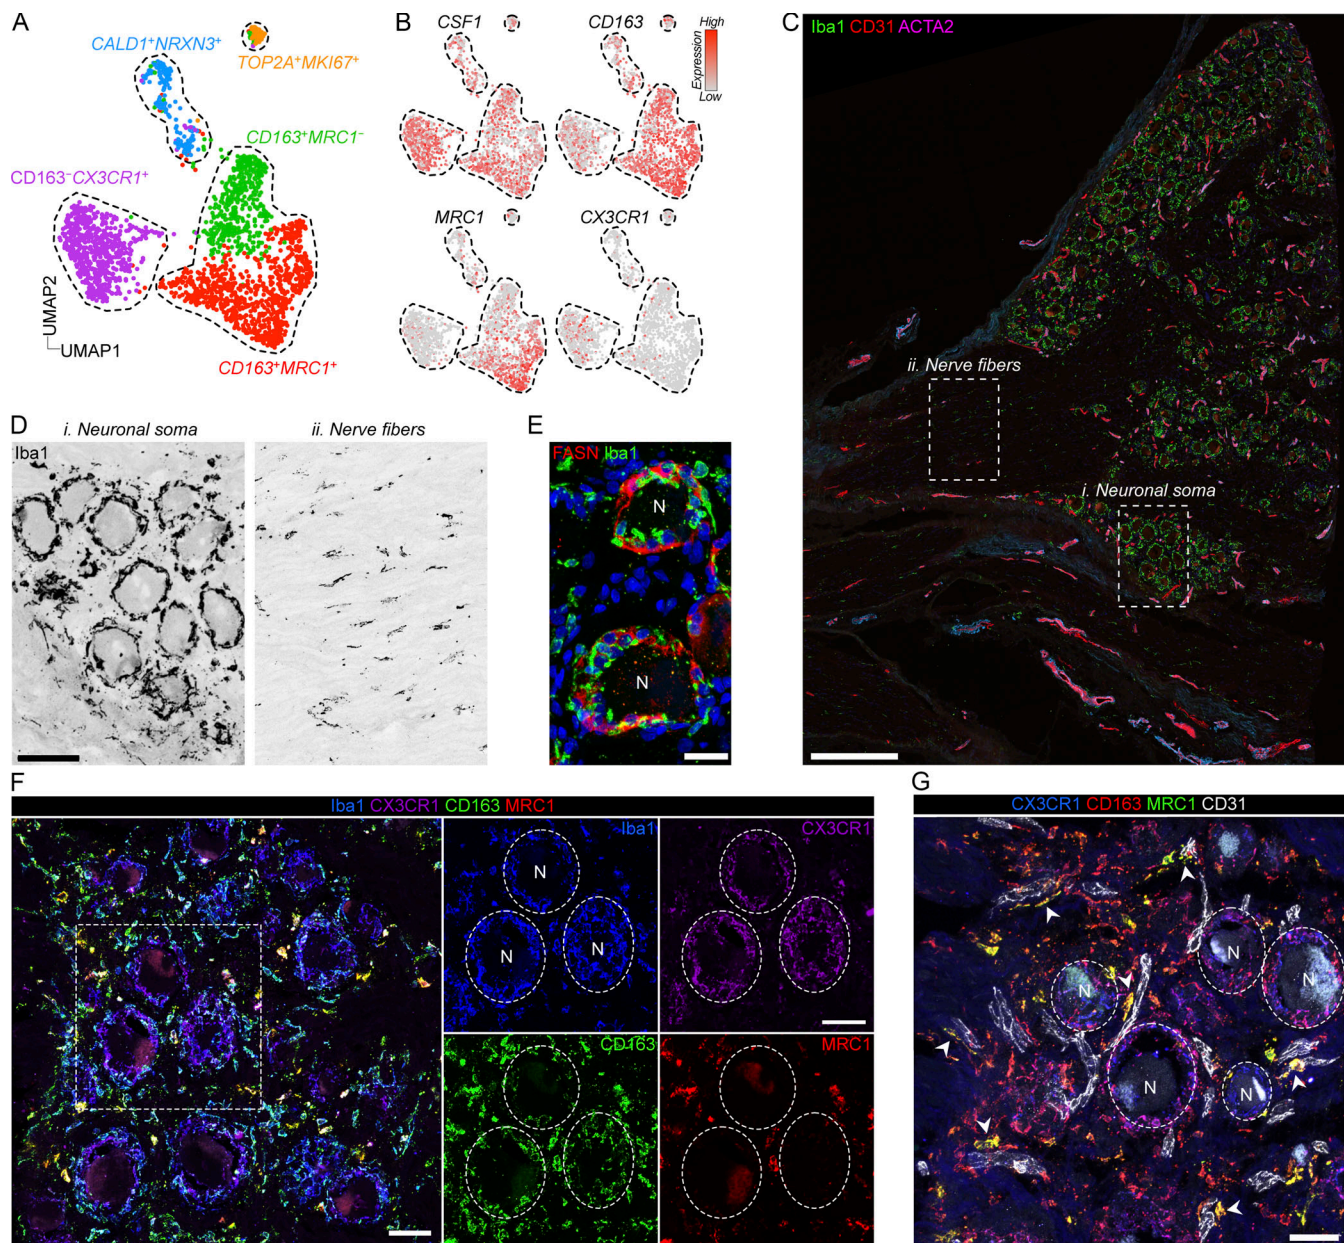 A
CALD1⁺NRXN3⁺
TOP2A⁺MKI67⁺
CD163⁺MRC1⁻
CD163⁻CX3CR1⁺
UMAP2
UMAP1
CD163⁺MRC1⁺
B
CSF1
CD163
High
Expression
Low
MRC1
CX3CR1
C
Iba1 CD31 ACTA2
ii. Nerve fibers
i. Neuronal soma
D
i. Neuronal soma
ii. Nerve fibers
Iba1
E
FASN Iba1
N
N
F
Iba1 CX3CR1 CD163 MRC1
Iba1
N
N
N
CX3CR1
CD163
MRC1
G
CX3CR1 CD163 MRC1 CD31
N
N
N
N
N